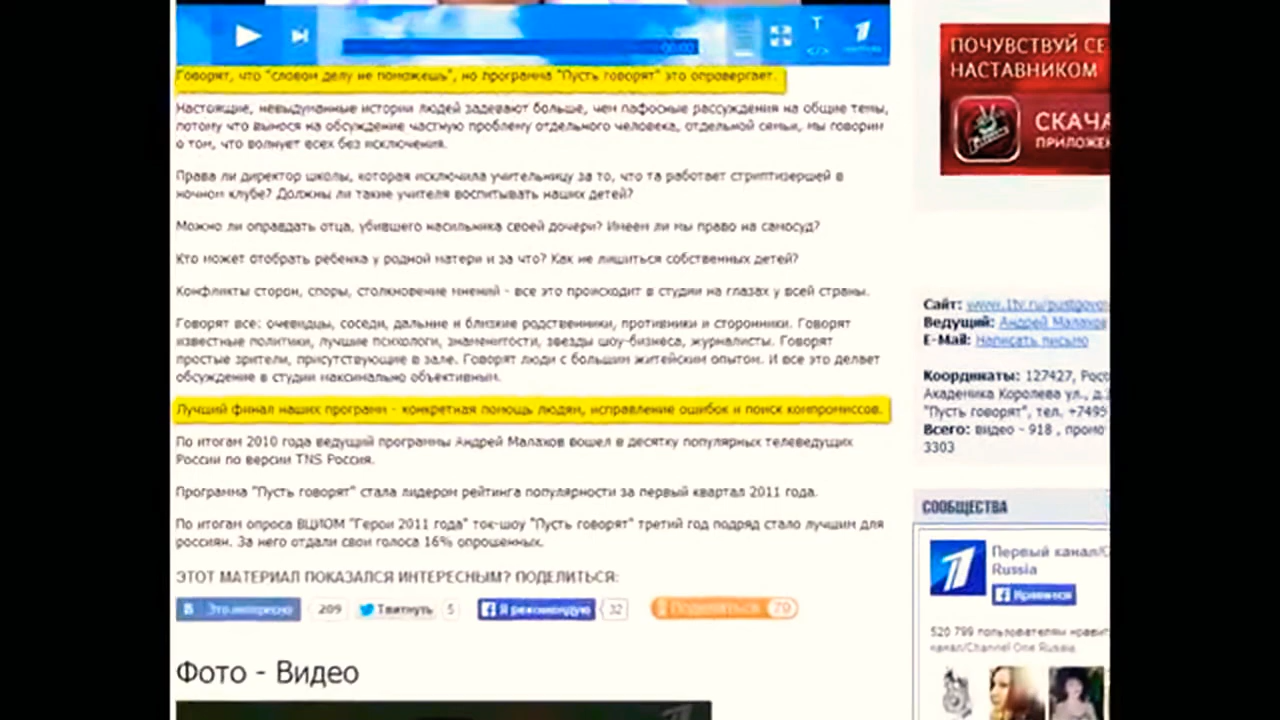 00:00
T
</>
Говорят, что "словом делу не поможешь", но программа "Пусть говорят" это опровергает.
Настоящие, невыдуманные истории людей задевают больше, чем пафосные рассуждения на общие темы,
потому что вынося на обсуждение частную проблему отдельного человека, отдельной семьи, мы говорим
о том, что волнует всех без исключения.
Права ли директор школы, которая исключила учительницу за то, что та работает стриптизершей в
ночном клубе? Должны ли такие учителя воспитывать наших детей?
Можно ли оправдать отца, убившего насильника своей дочери? Имеем ли мы право на самосуд?
Кто может отобрать ребенка у родной матери и за что? Как не лишиться собственных детей?
Конфликты сторон, споры, столкновение мнений - все это происходит в студии на глазах у всей страны.
Говорят все: очевидцы, соседи, дальние и близкие родственники, противники и сторонники. Говорят
известные политики, лучшие психологи, знаменитости, звезды шоу-бизнеса, журналисты. Говорят
простые зрители, присутствующие в зале. Говорят люди с большим житейским опытом. И все это делает
обсуждение в студии максимально объективным.
Лучший финал наших программ - конкретная помощь людям, исправление ошибок и поиск компромиссов.
По итогам 2010 года ведущий программы Андрей Малахов вошел в десятку популярных телеведущих
России по версии TNS Россия.
Программа "Пусть говорят" стала лидером рейтинга популярности за первый квартал 2011 года.
По итогам опроса ВЦИОМ "Герои 2011 года" ток-шоу "Пусть говорят" третий год подряд стало лучшим для
россиян. За него отдали свои голоса 16% опрошенных.
ЭТОТ МАТЕРИАЛ ПОКАЗАЛСЯ ИНТЕРЕСНЫМ? ПОДЕЛИТЬСЯ:
В Это интересно 209 Твитнуть 5 Я рекомендую 32 Поделиться 79
Фото - Видео
ПОЧУВСТВУЙ СЕ
НАСТАВНИКОМ
СКАЧА
ПРИЛОЖЕН
Сайт: www.1tv.ru/pustgovo
Ведущий: Андрей Малахов
E-Mail: Написать письмо
Координаты: 127427, Росс
Академика Королева ул., д.1
"Пусть говорят", тел. +7495
Всего: видео - 918 , промо
3303
СООБЩЕСТВА
Первый канал/C
Russia
Нравится
520 799 пользователям нравит
канал/Channel One Russia.